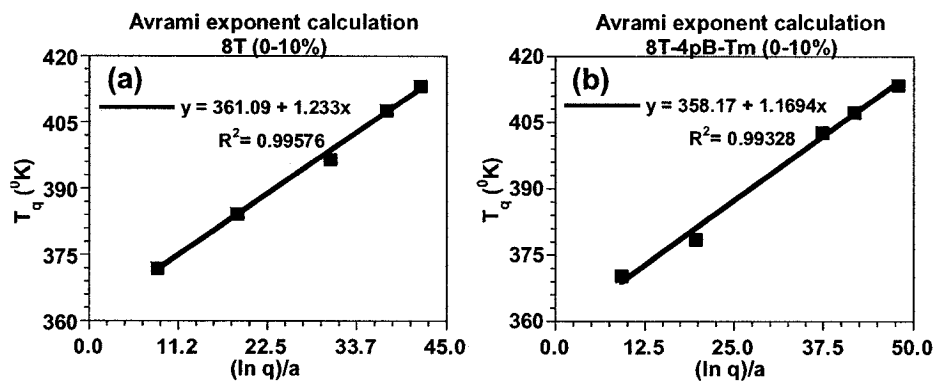 Avrami exponent calculation
8T (0-10%)
(a)
y = 361.09 + 1.233x
R²= 0.99576
420
405
390
375
360
T_q (⁰K)
0.0 11.2 22.5 33.7 45.0
(ln q)/a
Avrami exponent calculation
8T-4pB-Tm (0-10%)
(b)
y = 358.17 + 1.1694x
R²= 0.99328
420
405
390
375
360
T_q (⁰K)
0.0 12.5 25.0 37.5 50.0
(ln q)/a